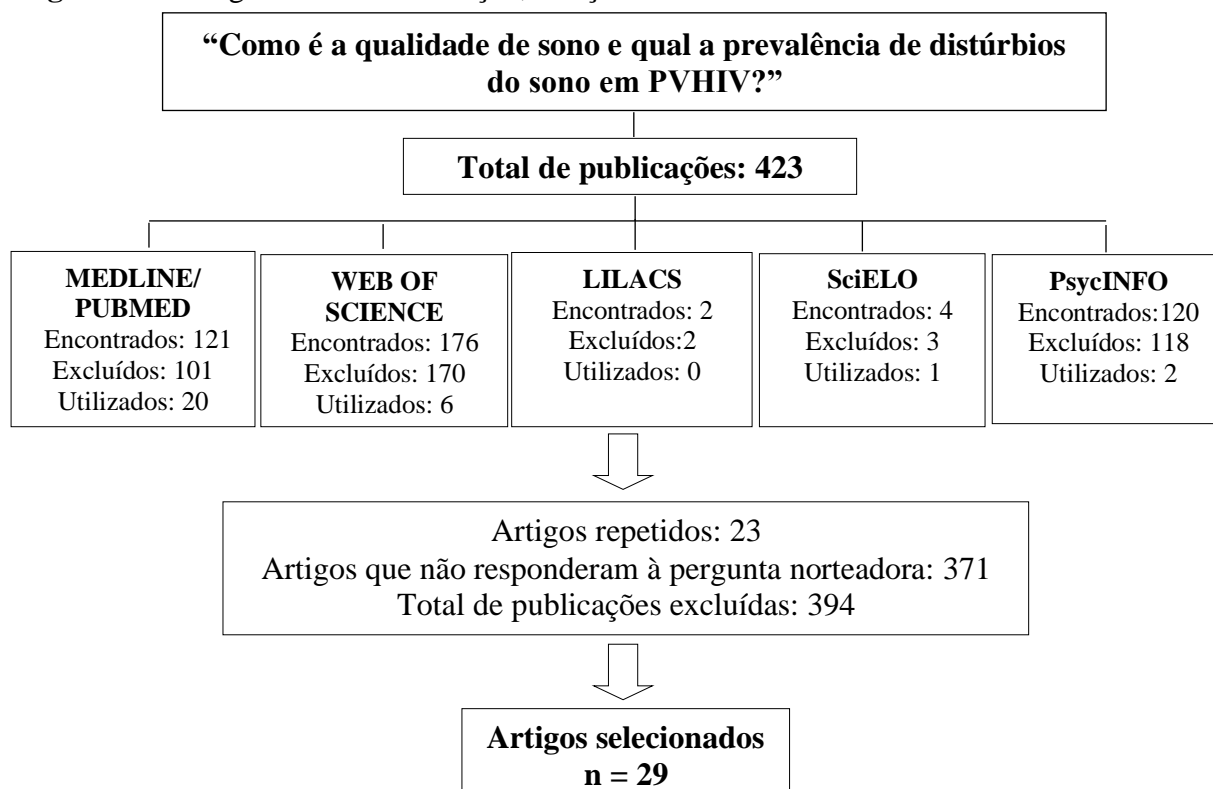 “Como é a qualidade de sono e qual a prevalência de distúrbios
do sono em PVHIV?”
Total de publicações: 423
MEDLINE/
PUBMED
Encontrados: 121
Excluídos: 101
Utilizados: 20
WEB OF
SCIENCE
Encontrados: 176
Excluídos: 170
Utilizados: 6
LILACS
Encontrados: 2
Excluídos:2
Utilizados: 0
SciELO
Encontrados: 4
Excluídos: 3
Utilizados: 1
PsycINFO
Encontrados:120
Excluídos: 118
Utilizados: 2
Artigos repetidos: 23
Artigos que não responderam à pergunta norteadora: 371
Total de publicações excluídas: 394
Artigos selecionados
n = 29